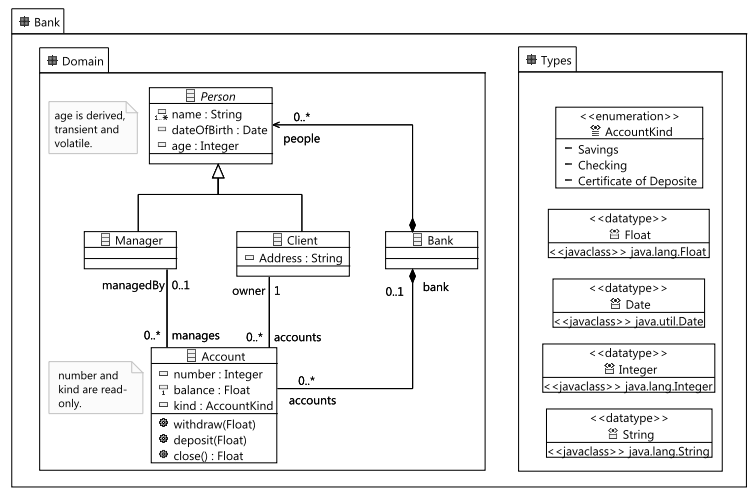 Bank
Domain
Types
age is derived,
transient and
volatile.
Person
1..*
name : String
dateOfBirth : Date
age : Integer
0..*
people
Manager
Client
Address : String
Bank
managedBy
0..1
owner
1
0..1
bank
0..*
manages
0..*
accounts
number and
kind are read-
only.
Account
number : Integer
1
balance : Float
kind : AccountKind
withdraw(Float)
deposit(Float)
close() : Float
0..*
accounts
<<enumeration>>
AccountKind
Savings
Checking
Certificate of Deposite
<<datatype>>
Float
<<javaclass>> java.lang.Float
<<datatype>>
Date
<<javaclass>> java.util.Date
<<datatype>>
Integer
<<javaclass>> java.lang.Integer
<<datatype>>
String
<<javaclass>> java.lang.String